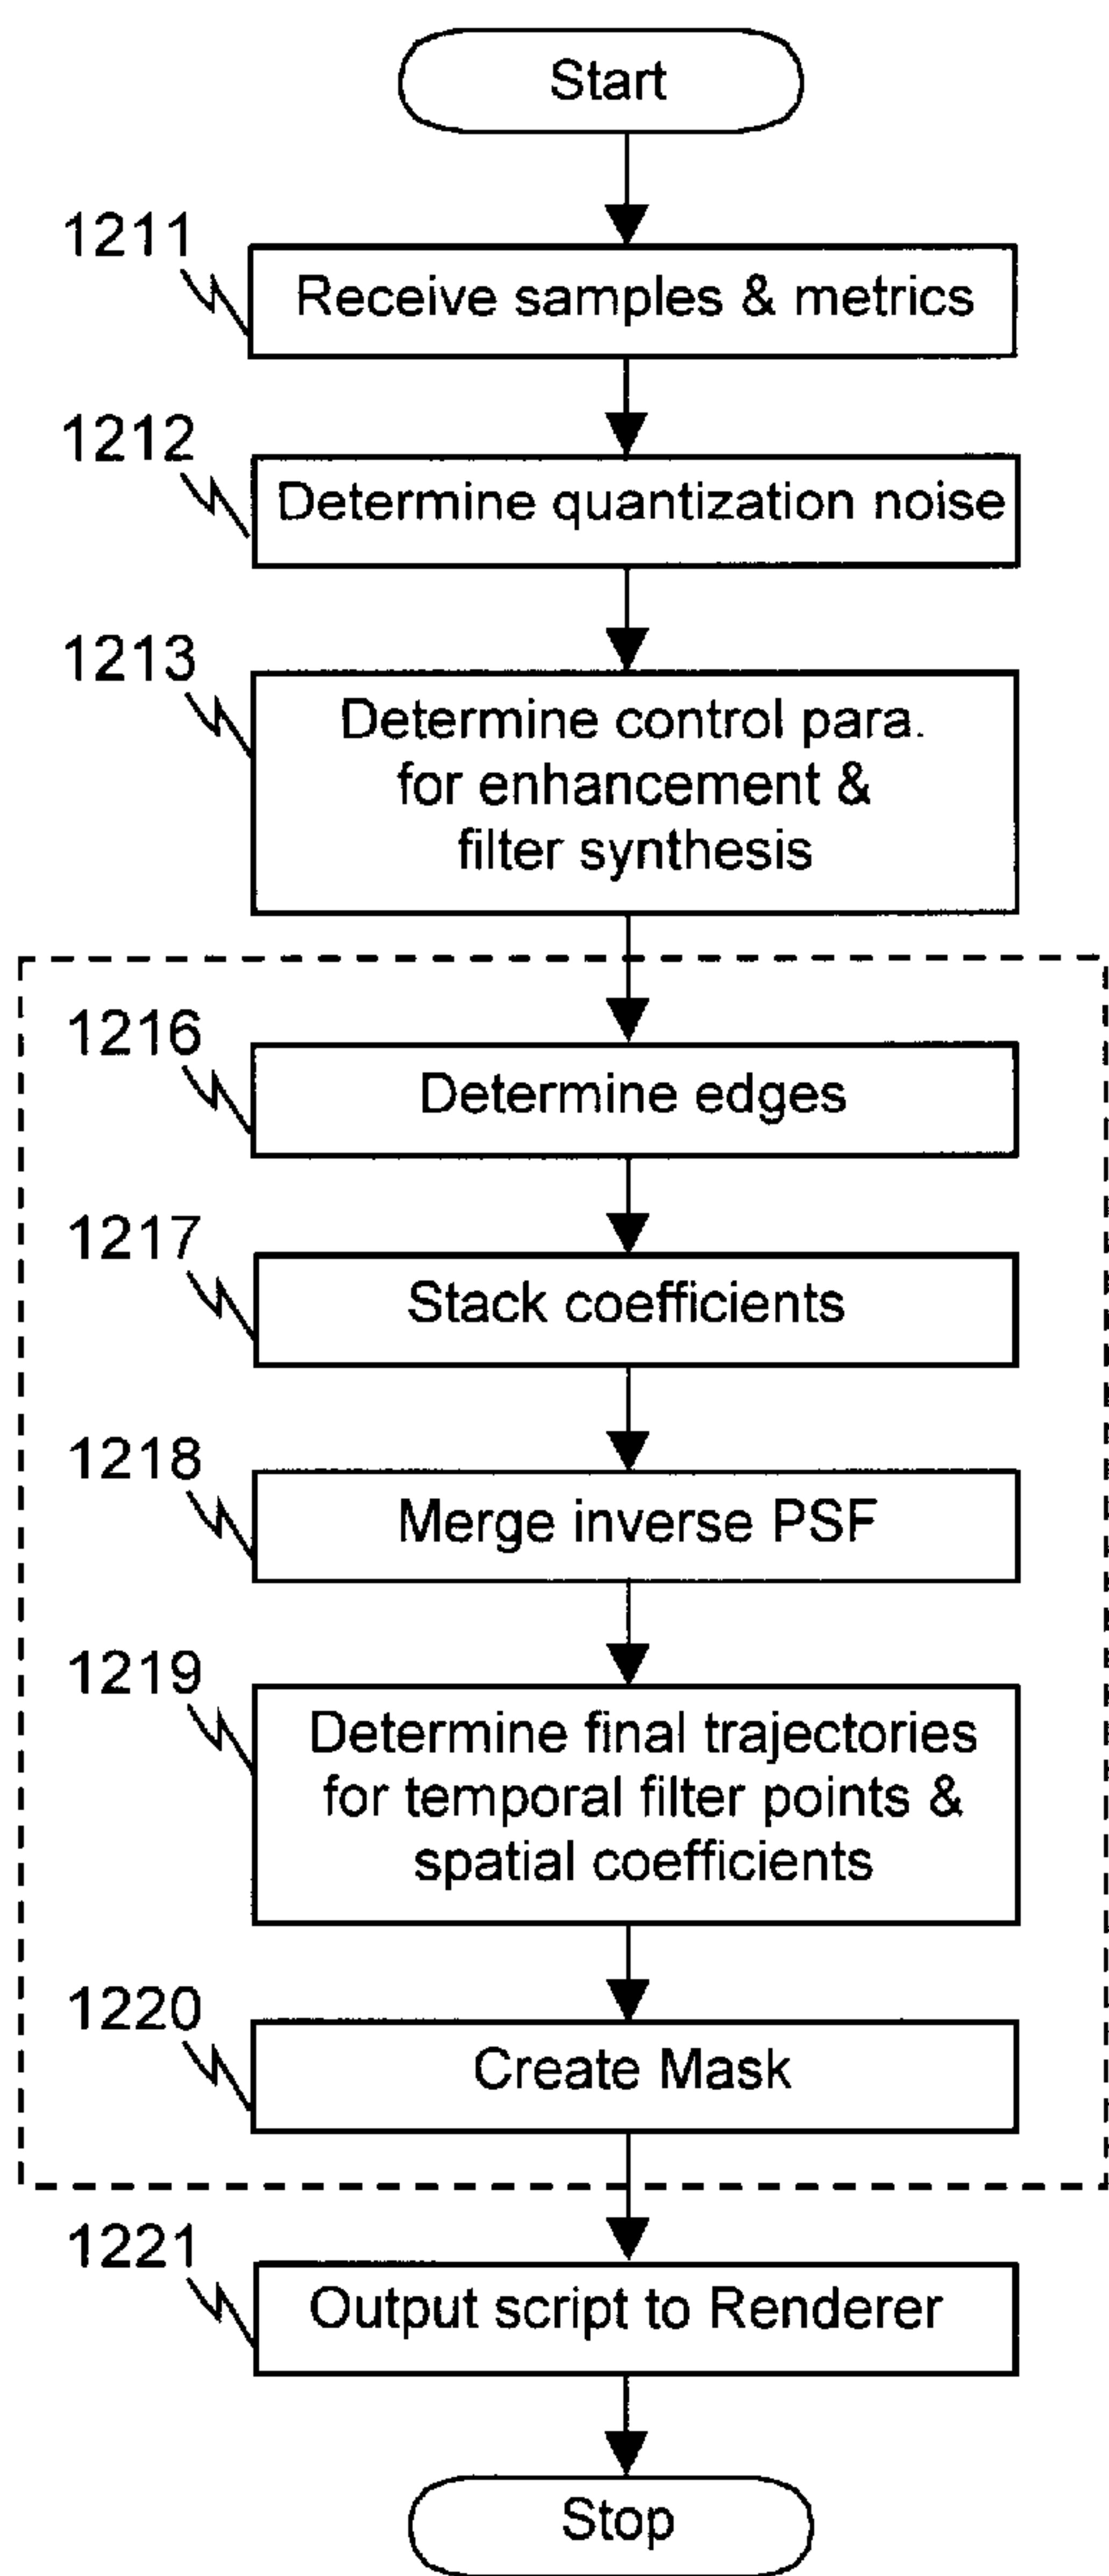 Start
1211
Receive samples & metrics
1212
Determine quantization noise
1213
Determine control para.
for enhancement &
filter synthesis
1216
Determine edges
1217
Stack coefficients
1218
Merge inverse PSF
1219
Determine final trajectories
for temporal filter points &
spatial coefficients
1220
Create Mask
1221
Output script to Renderer
Stop